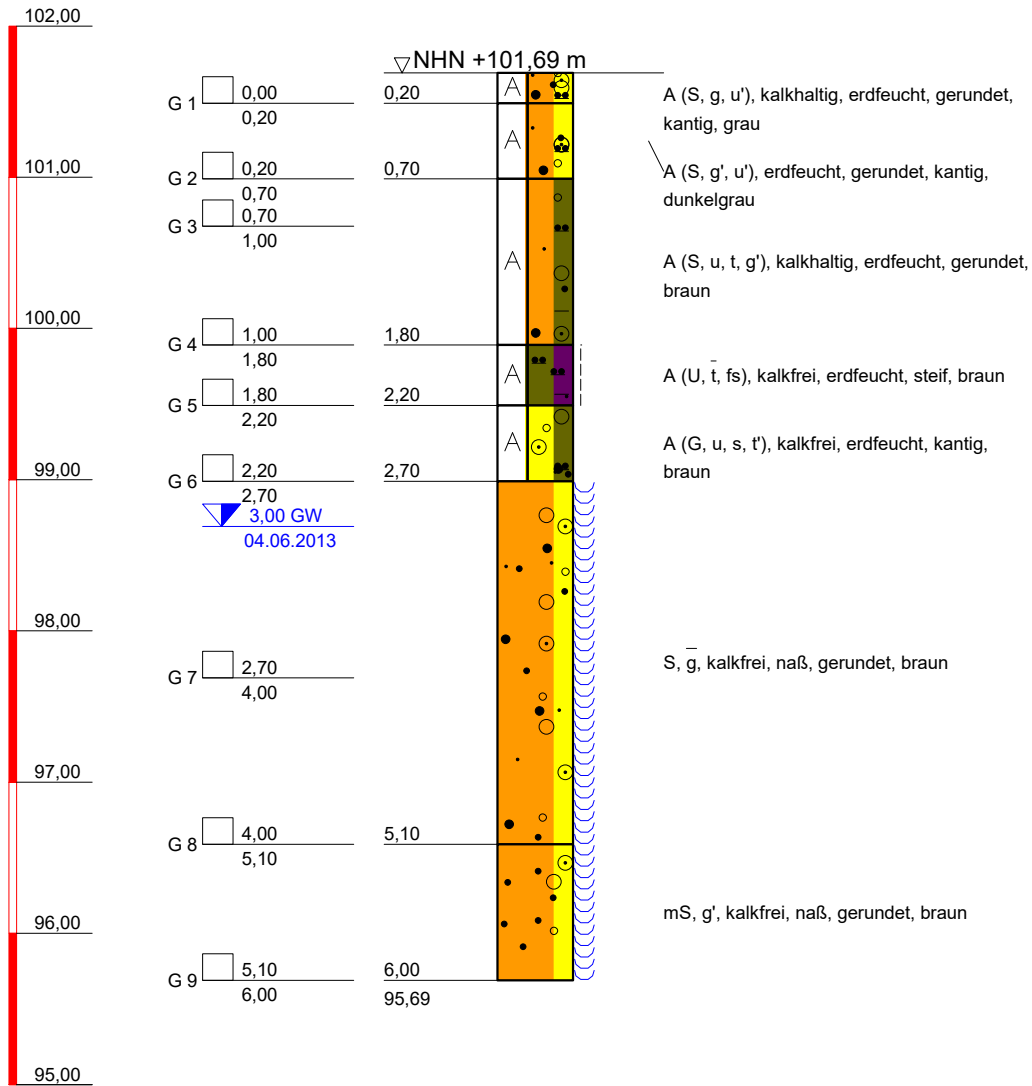 102,00
NHN +101,69 m
G 1
0,00
0,20
0,20
A
A (S, g, u'), kalkhaltig, erdfeucht, gerundet,
kantig, grau
101,00
G 2
0,20
0,70
0,70
A
A (S, g', u'), erdfeucht, gerundet, kantig,
dunkelgrau
G 3
0,70
1,00
A
A (S, u, t, g'), kalkhaltig, erdfeucht, gerundet,
braun
100,00
G 4
1,00
1,80
1,80
G 5
1,80
2,20
2,20
A
A (U, t̄, fs), kalkfrei, erdfeucht, steif, braun
99,00
G 6
2,20
2,70
2,70
A
A (G, u, s, t'), kalkfrei, erdfeucht, kantig,
braun
3,00 GW
04.06.2013
98,00
G 7
2,70
4,00
S, ḡ, kalkfrei, naß, gerundet, braun
97,00
G 8
4,00
5,10
5,10
96,00
mS, g', kalkfrei, naß, gerundet, braun
G 9
5,10
6,00
6,00
95,69
95,00